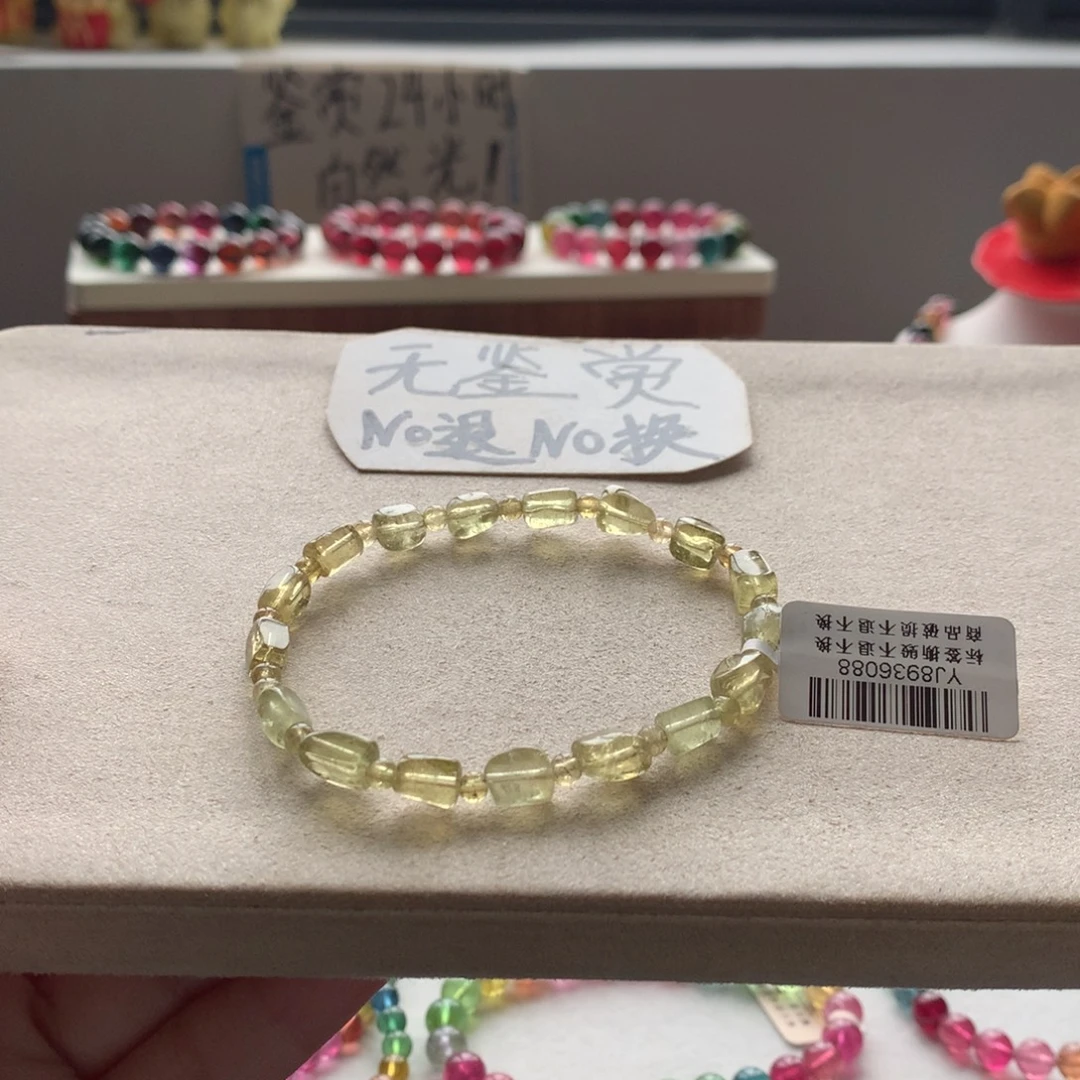 鉴赏24小时
自然光!
无鉴赏
No退 No换
YJ8936088
标签撕毁不退不换
商品破损不退不换